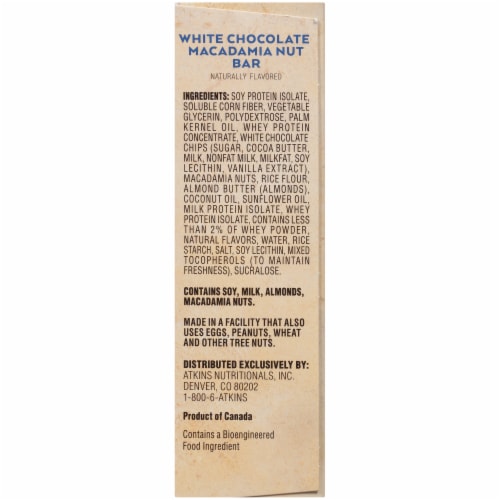 WHITE CHOCOLATE
MACADAMIA NUT
BAR
NATURALLY FLAVORED
INGREDIENTS: SOY PROTEIN ISOLATE,
SOLUBLE CORN FIBER, VEGETABLE
GLYCERIN, POLYDEXTROSE, PALM
KERNEL OIL, WHEY PROTEIN
CONCENTRATE, WHITE CHOCOLATE
CHIPS (SUGAR, COCOA BUTTER,
MILK, NONFAT MILK, MILKFAT, SOY
LECITHIN, VANILLA EXTRACT),
MACADAMIA NUTS, RICE FLOUR,
ALMOND BUTTER (ALMONDS),
COCONUT OIL, SUNFLOWER OIL,
MILK PROTEIN ISOLATE, WHEY
PROTEIN ISOLATE, CONTAINS LESS
THAN 2% OF WHEY POWDER,
NATURAL FLAVORS, WATER, RICE
STARCH, SALT, SOY LECITHIN, MIXED
TOCOPHEROLS (TO MAINTAIN
FRESHNESS), SUCRALOSE.
CONTAINS SOY, MILK, ALMONDS,
MACADAMIA NUTS.
MADE IN A FACILITY THAT ALSO
USES EGGS, PEANUTS, WHEAT
AND OTHER TREE NUTS.
DISTRIBUTED EXCLUSIVELY BY:
ATKINS NUTRITIONALS, INC.
DENVER, CO 80202
1-800-6-ATKINS
Product of Canada
Contains a Bioengineered
Food Ingredient